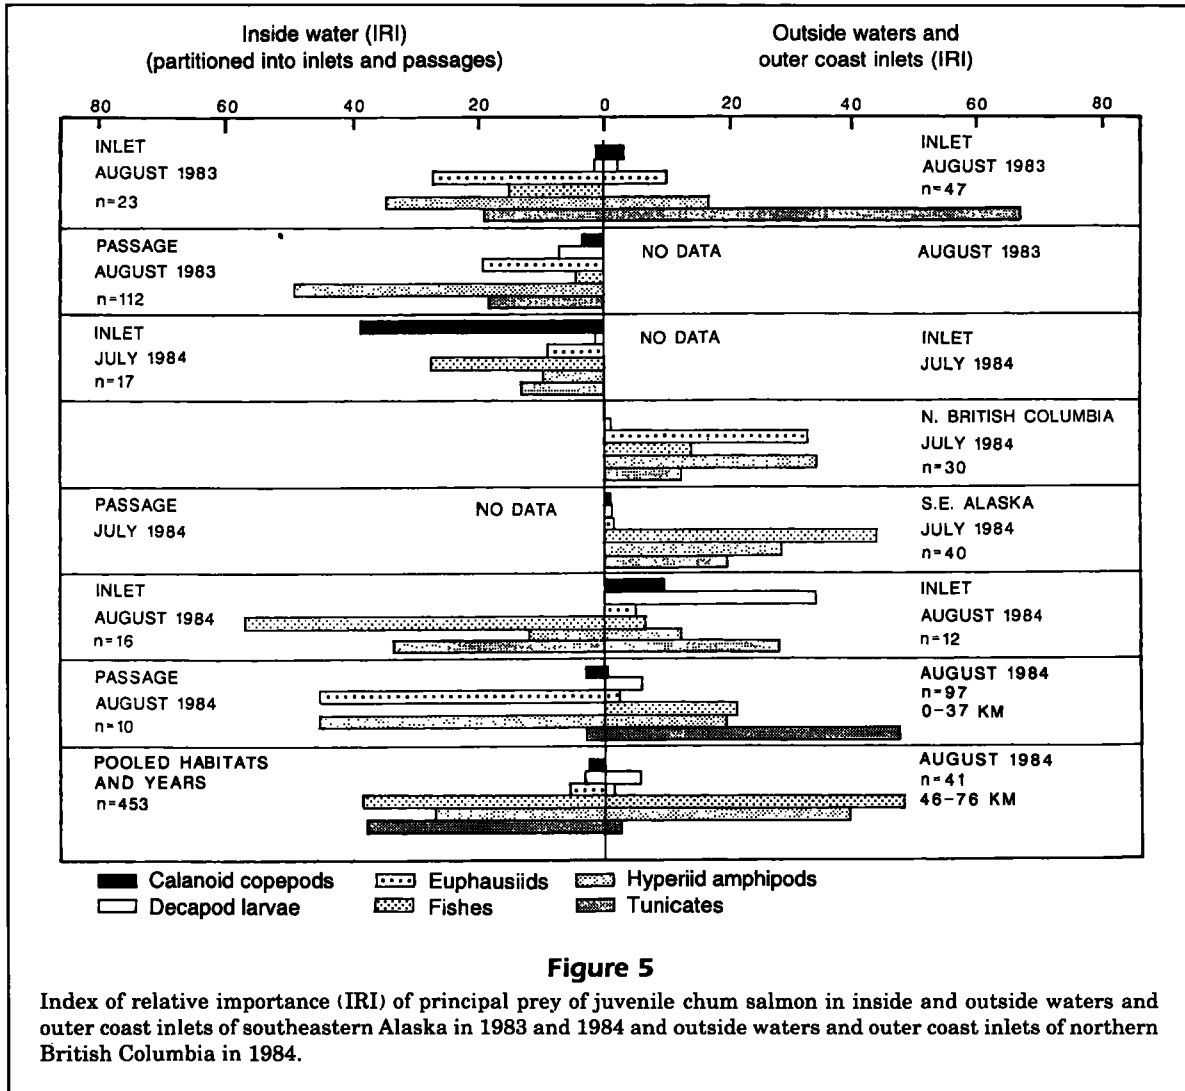 Inside water (IRI)
(partitioned into inlets and passages)
Outside waters and
outer coast inlets (IRI)
80 60 40 20 0 20 40 60 80
INLET
AUGUST 1983
n=23
INLET
AUGUST 1983
n=47
PASSAGE
AUGUST 1983
n=112
NO DATA
AUGUST 1983
INLET
JULY 1984
n=17
NO DATA
INLET
JULY 1984
N. BRITISH COLUMBIA
JULY 1984
n=30
PASSAGE
JULY 1984
NO DATA
S.E. ALASKA
JULY 1984
n=40
INLET
AUGUST 1984
n=16
INLET
AUGUST 1984
n=12
PASSAGE
AUGUST 1984
n=10
AUGUST 1984
n=97
0-37 KM
POOLED HABITATS
AND YEARS
n=453
AUGUST 1984
n=41
46-76 KM
Calanoid copepods
Euphausiids
Hyperiid amphipods
Decapod larvae
Fishes
Tunicates
Figure 5
Index of relative importance (IRI) of principal prey of juvenile chum salmon in inside and outside waters and
outer coast inlets of southeastern Alaska in 1983 and 1984 and outside waters and outer coast inlets of northern
British Columbia in 1984.